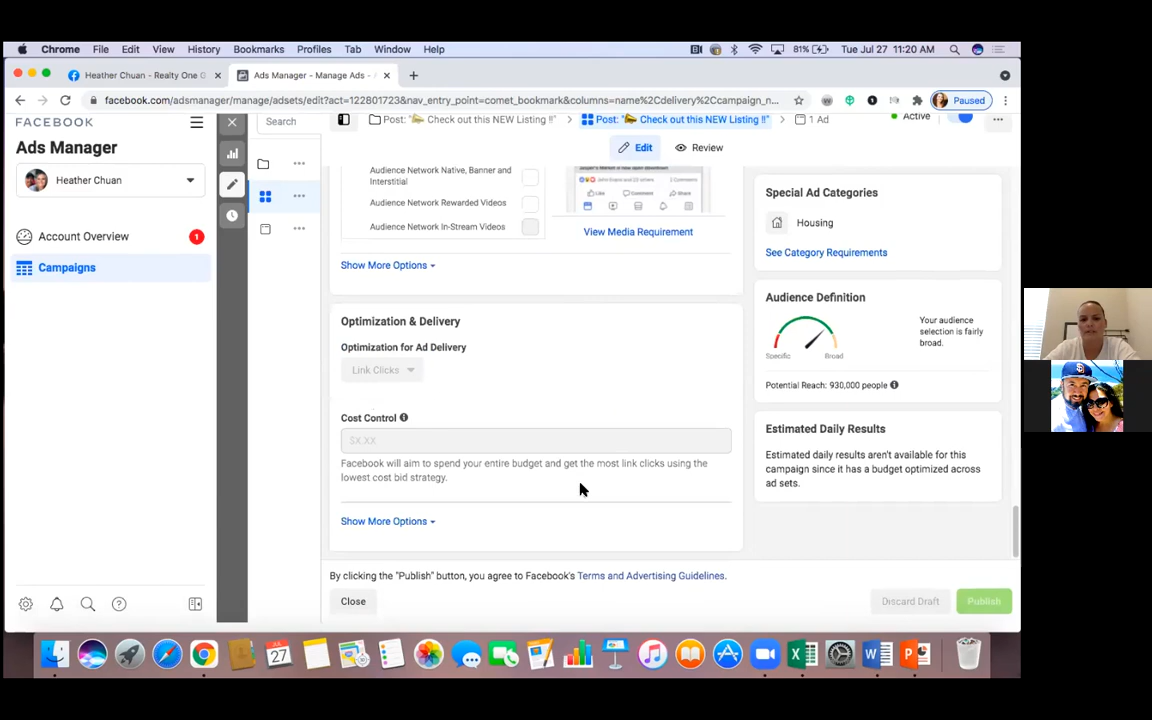 Chrome File Edit View History Bookmarks Profiles Tab Window Help 81% Tue Jul 27 11:20 AM
Heather Chuan - Realty One G
Ads Manager - Manage Ads - A
facebook.com/adsmanager/manage/adsets/edit?act=122801723&nav_entry_point=comet_bookmark&columns=name%2Cdelivery%2Ccampaign_n... Paused
FACEBOOK
Search
Post: " Check out this NEW Listing !!"
Post: " Check out this NEW Listing !!"
1 Ad
Active
Ads Manager
Edit
Review
Heather Chuan
Account Overview 1
Campaigns
Audience Network Native, Banner and
Interstitial
Audience Network Rewarded Videos
Audience Network In-Stream Videos
View Media Requirement
Show More Options
Special Ad Categories
Housing
See Category Requirements
Optimization & Delivery
Optimization for Ad Delivery
Link Clicks
Cost Control
$X.XX
Facebook will aim to spend your entire budget and get the most link clicks using the
lowest cost bid strategy.
Show More Options
Audience Definition
Your audience
selection is fairly
broad.
Specific Broad
Potential Reach: 930,000 people
Estimated Daily Results
Estimated daily results aren't available for this
campaign since it has a budget optimized across
ad sets.
By clicking the "Publish" button, you agree to Facebook's Terms and Advertising Guidelines.
Close
Discard Draft
Publish